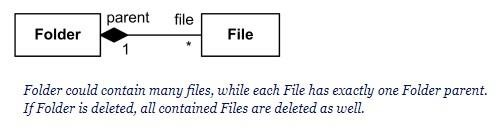 parent file
Folder File
1 *
Folder could contain many files, while each File has exactly one Folder parent.
If Folder is deleted, all contained Files are deleted as well.